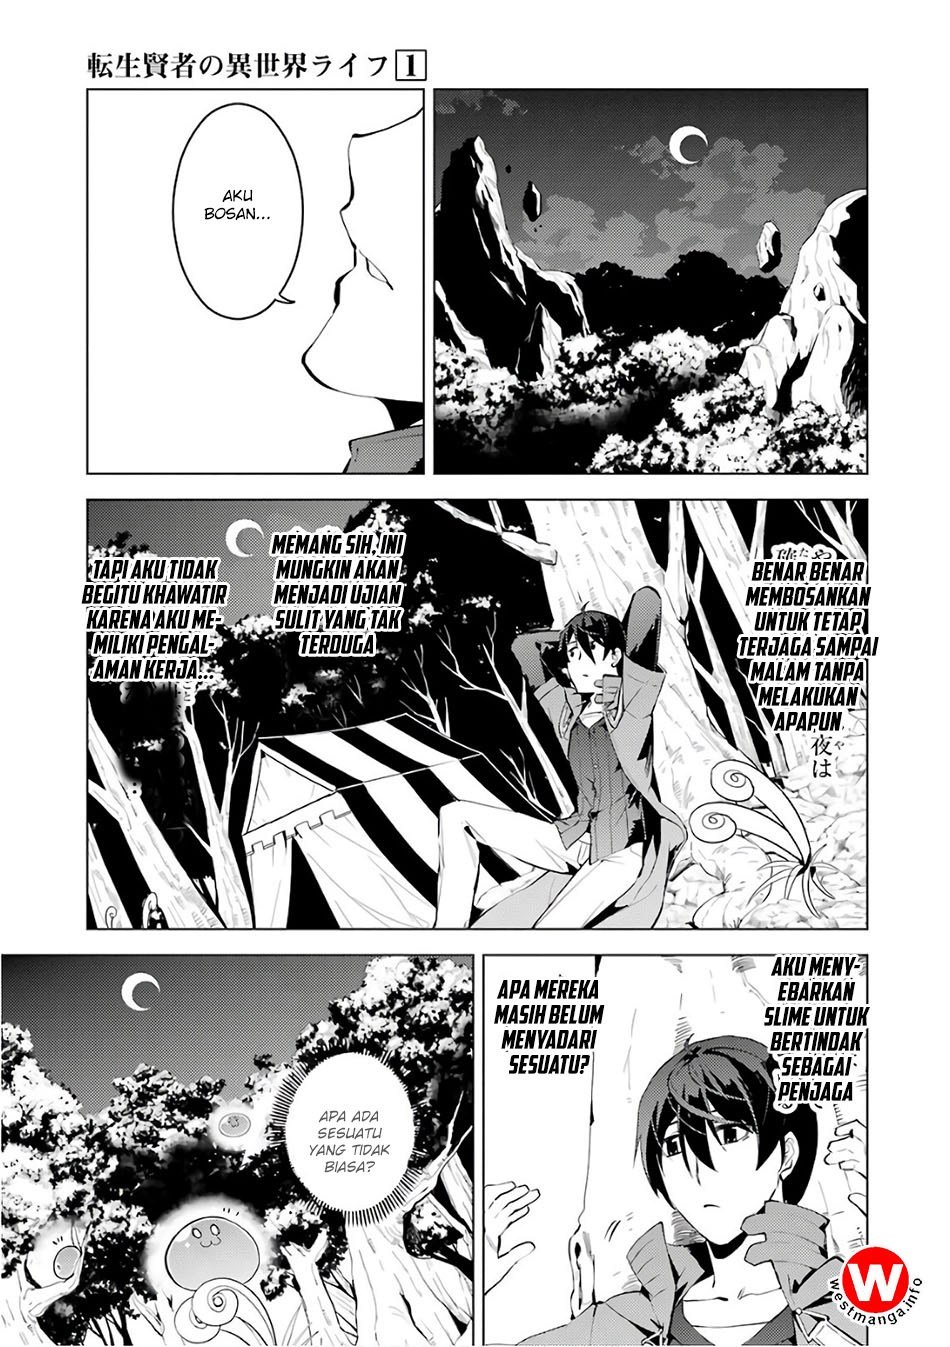 転生賢者の異世界ライフ 1
AKU
BOSAN...
BENAR BENAR
MEMBOSANKAN
UNTUK TETAP
TERJAGA SAMPAI
MALAM TANPA
MELAKUKAN
APAPUN
夜は
や
MEMANG SIH, INI
MUNGKIN AKAN
MENJADI UJIAN
SULIT YANG TAK
TERDUGA
TAPI AKU TIDAK
BEGITU KHAWATIR
KARENA AKU ME-
MILIKI PENGAL-
AMAN KERJA...
AKU MENY-
EBARKAN
SLIME UNTUK
BERTINDAK
SEBAGAI
PENJAGA
APA MEREKA
MASIH BELUM
MENYADARI
SESUATU?
APA ADA
SESUATU
YANG TIDAK
BIASA?
W
westmanga.info